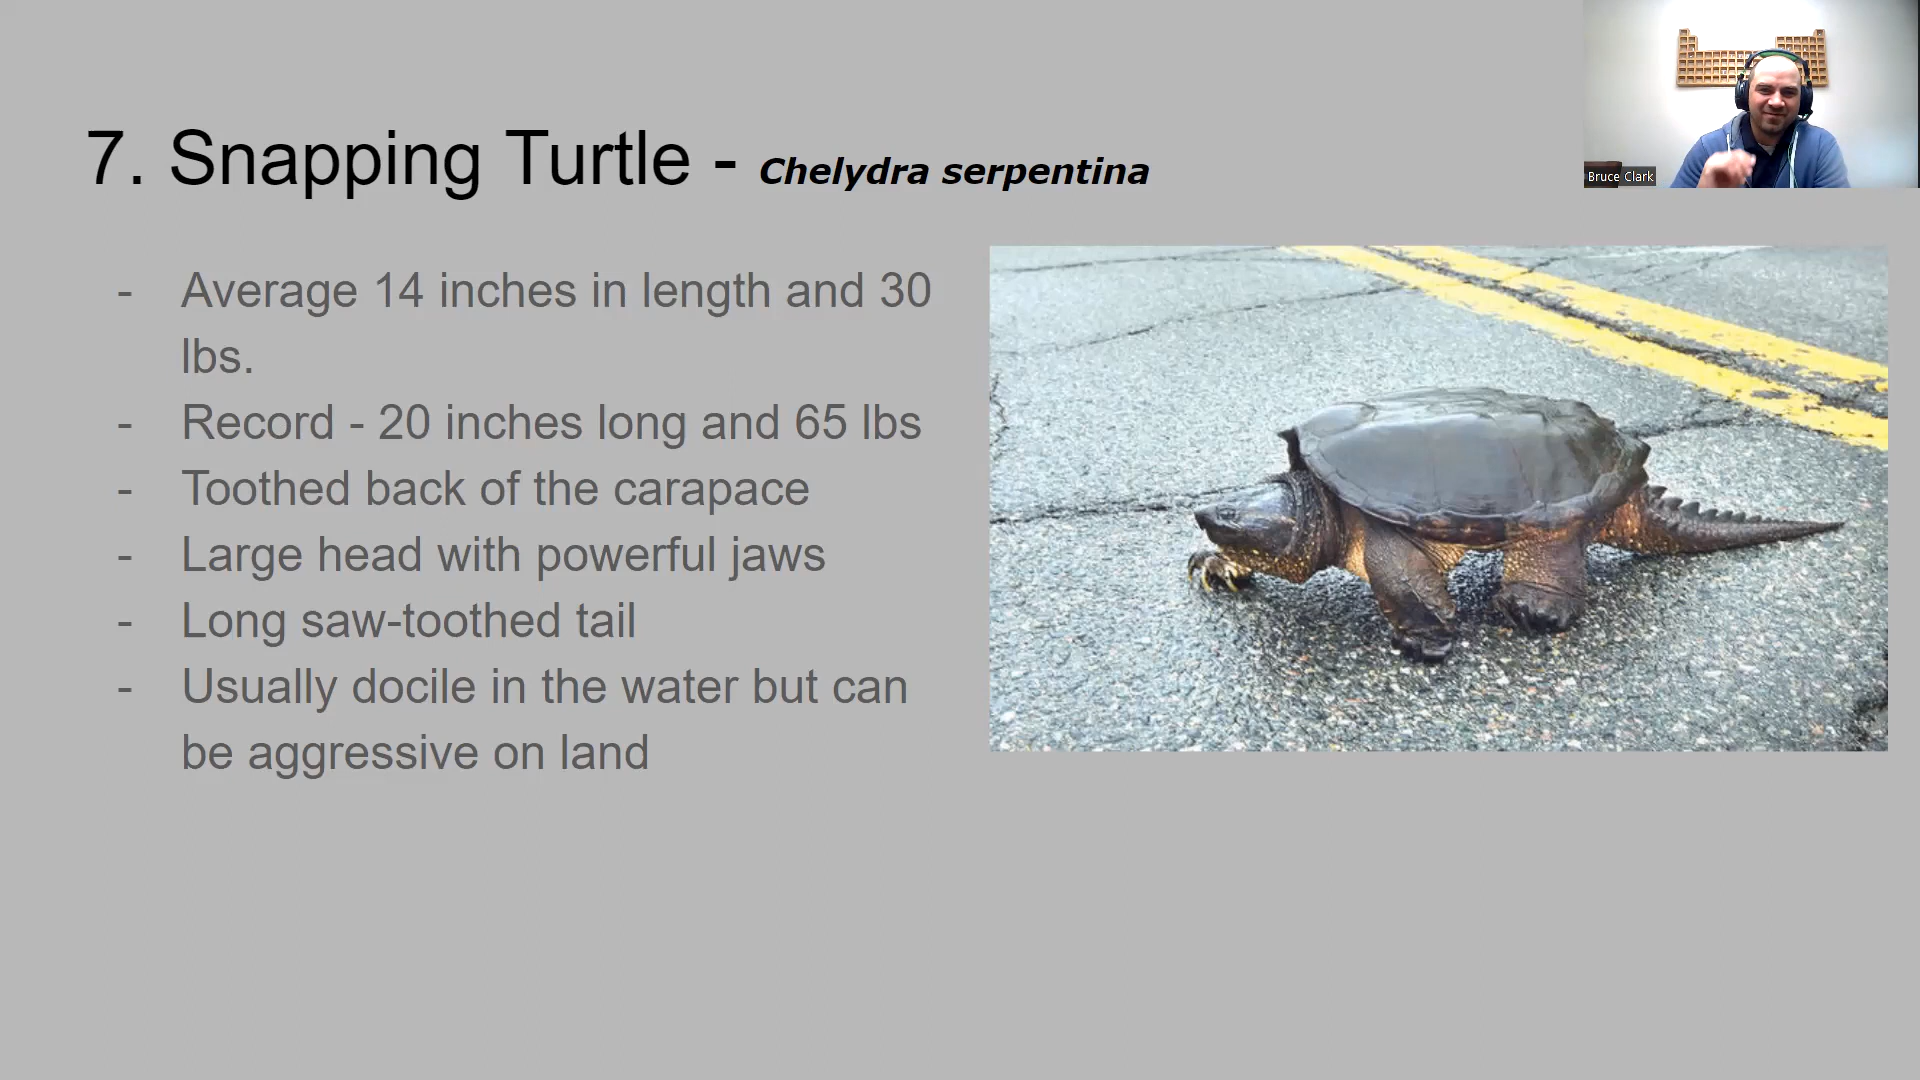 7. Snapping Turtle - Chelydra serpentina
- Average 14 inches in length and 30
lbs.
- Record - 20 inches long and 65 lbs
- Toothed back of the carapace
- Large head with powerful jaws
- Long saw-toothed tail
- Usually docile in the water but can
be aggressive on land
Bruce Clark